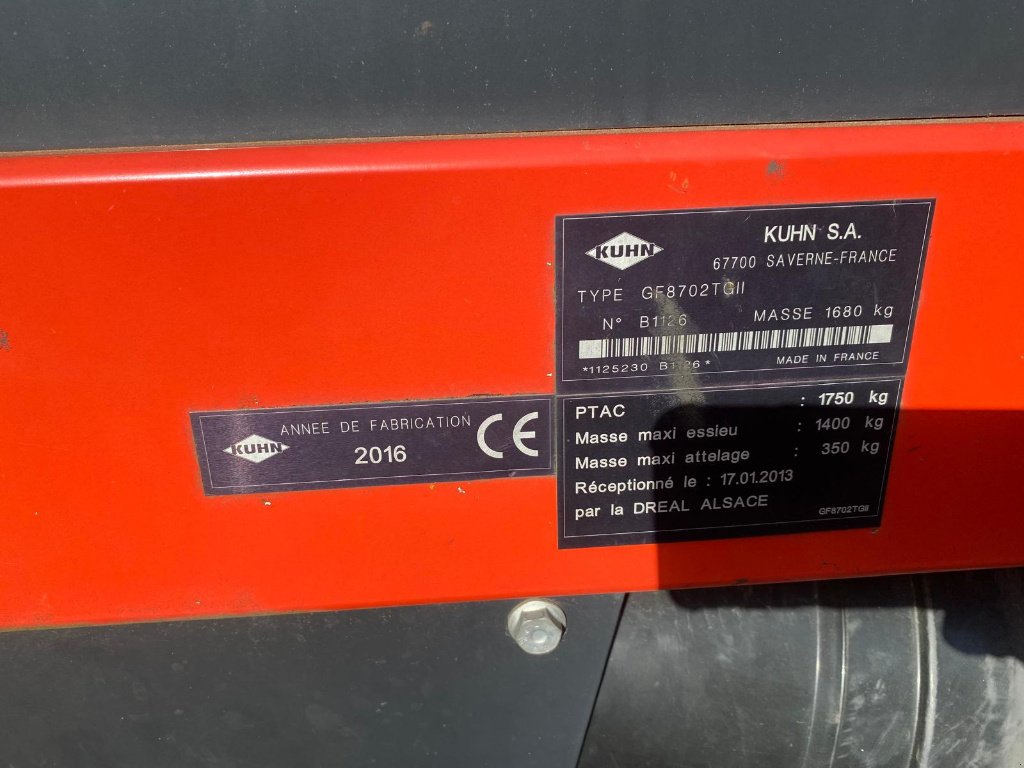 KUHN
KUHN S.A.
67700 SAVERNE-FRANCE
TYPE GF8702TGII
N° B1126 MASSE 1680 kg
*1125230 B1126*
MADE IN FRANCE
KUHN
ANNEE DE FABRICATION
2016
CE
PTAC : 1750 kg
Masse maxi essieu : 1400 kg
Masse maxi attelage : 350 kg
Réceptionné le : 17.01.2013
par la DREAL ALSACE
GF8702TGII